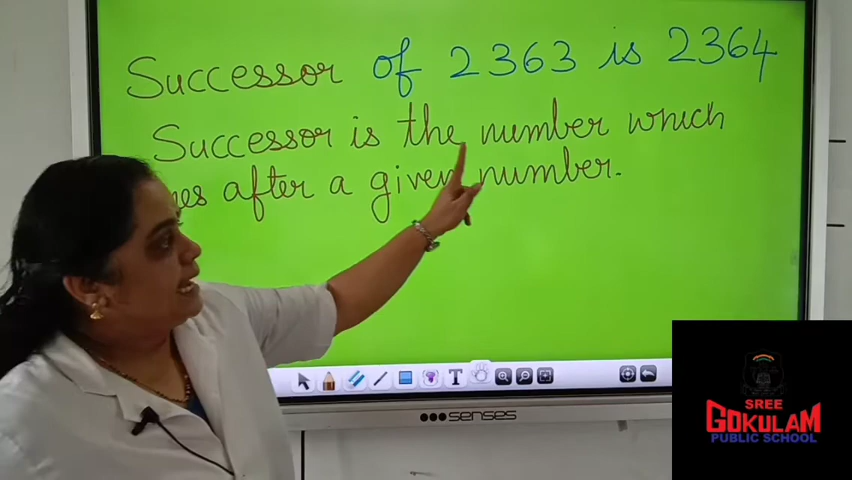 Successor of 2363 is 2364
Successor is the number which
after a given number.
senses
SREE
GOKULAM
PUBLIC SCHOOL